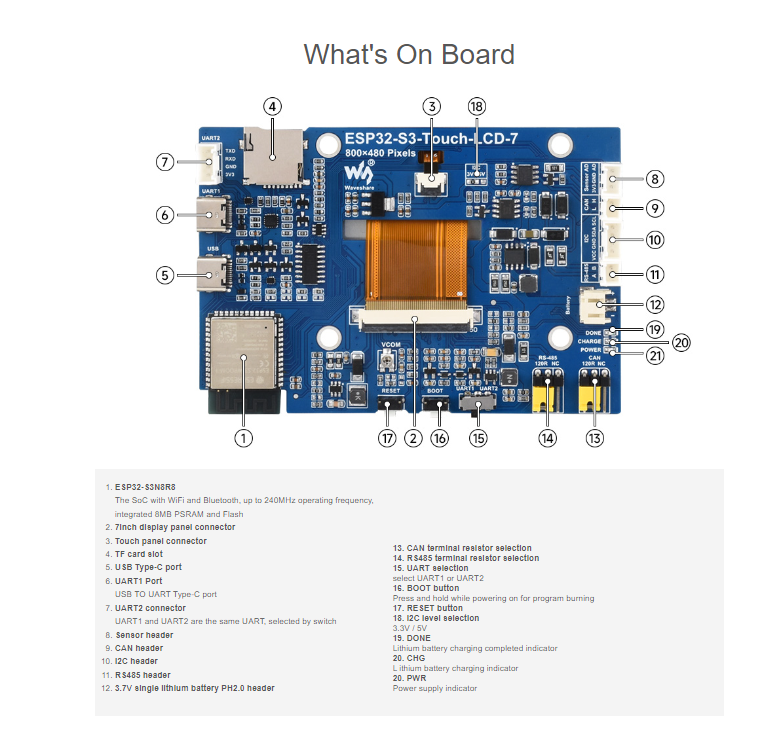 What's On Board
4
3
18
UART2
ESP32-S3-Touch-LCD-7
800×480 Pixels
7
TXD
RXD
GND
3V3
Waveshare
3V 5V
Sensor AD
3V3 GND AD
8
UART1
6
CAN
L H
9
I2C
VCC GND SDA SCL
10
USB
5
RS-485
A B
11
Battery
CAN
12
DONE
19
CHARGE
20
POWER
21
VCOM
RS-485
120R NC
CAN
120R NC
RESET
BOOT
UART1 UART2
1
17
2
16
15
14
13
1. ESP32-S3N8R8
The SoC with WiFi and Bluetooth, up to 240MHz operating frequency,
integrated 8MB PSRAM and Flash
2. 7inch display panel connector
3. Touch panel connector
4. TF card slot
5. USB Type-C port
6. UART1 Port
USB TO UART Type-C port
7. UART2 connector
UART1 and UART2 are the same UART, selected by switch
8. Sensor header
9. CAN header
10. I2C header
11. RS485 header
12. 3.7V single lithium battery PH2.0 header
13. CAN terminal resistor selection
14. RS485 terminal resistor selection
15. UART selection
select UART1 or UART2
16. BOOT button
Press and hold while powering on for program burning
17. RESET button
18. I2C level selection
3.3V / 5V
19. DONE
Lithium battery charging completed indicator
20. CHG
L ithium battery charging indicator
20. PWR
Power supply indicator